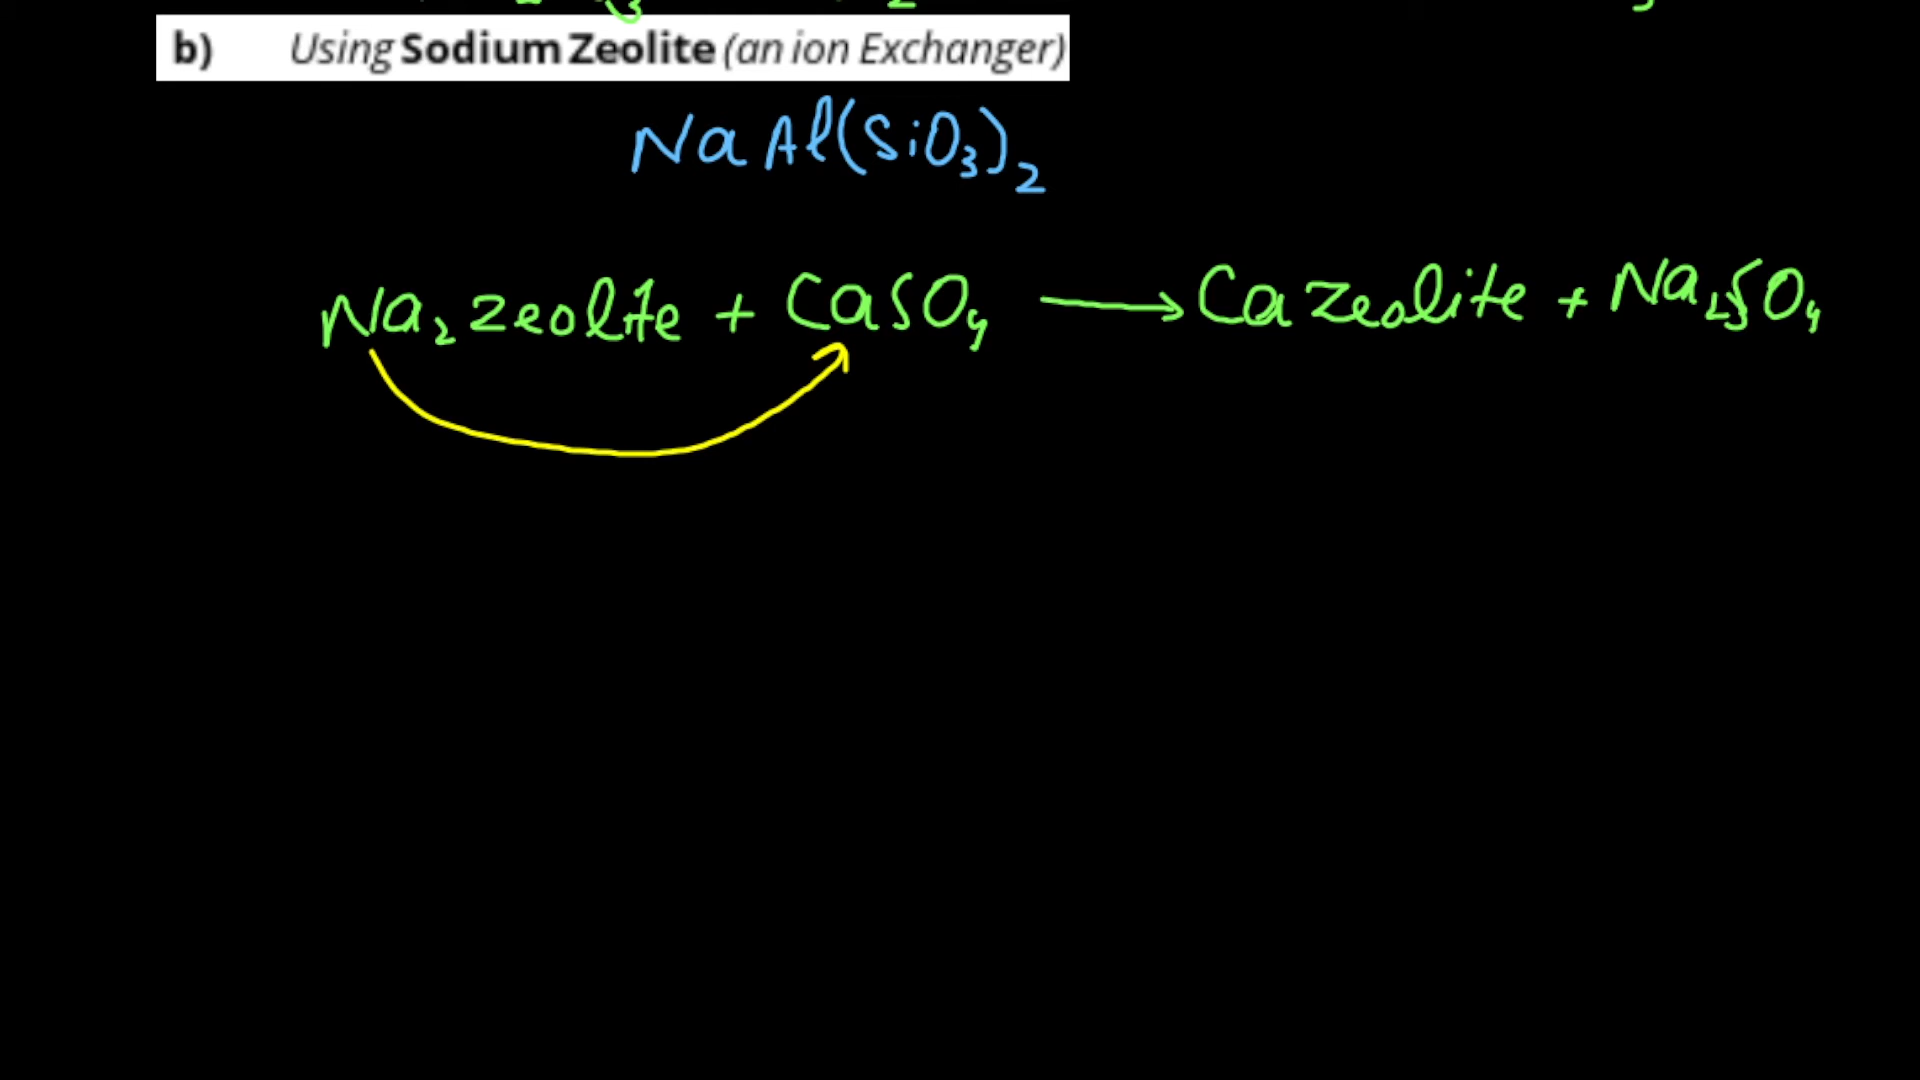 b) Using Sodium Zeolite (an ion Exchanger)
NaAl(SiO₃)₂
Na₂ zeolite + CaSO₄ ⟶ Ca zeolite + Na₂SO₄